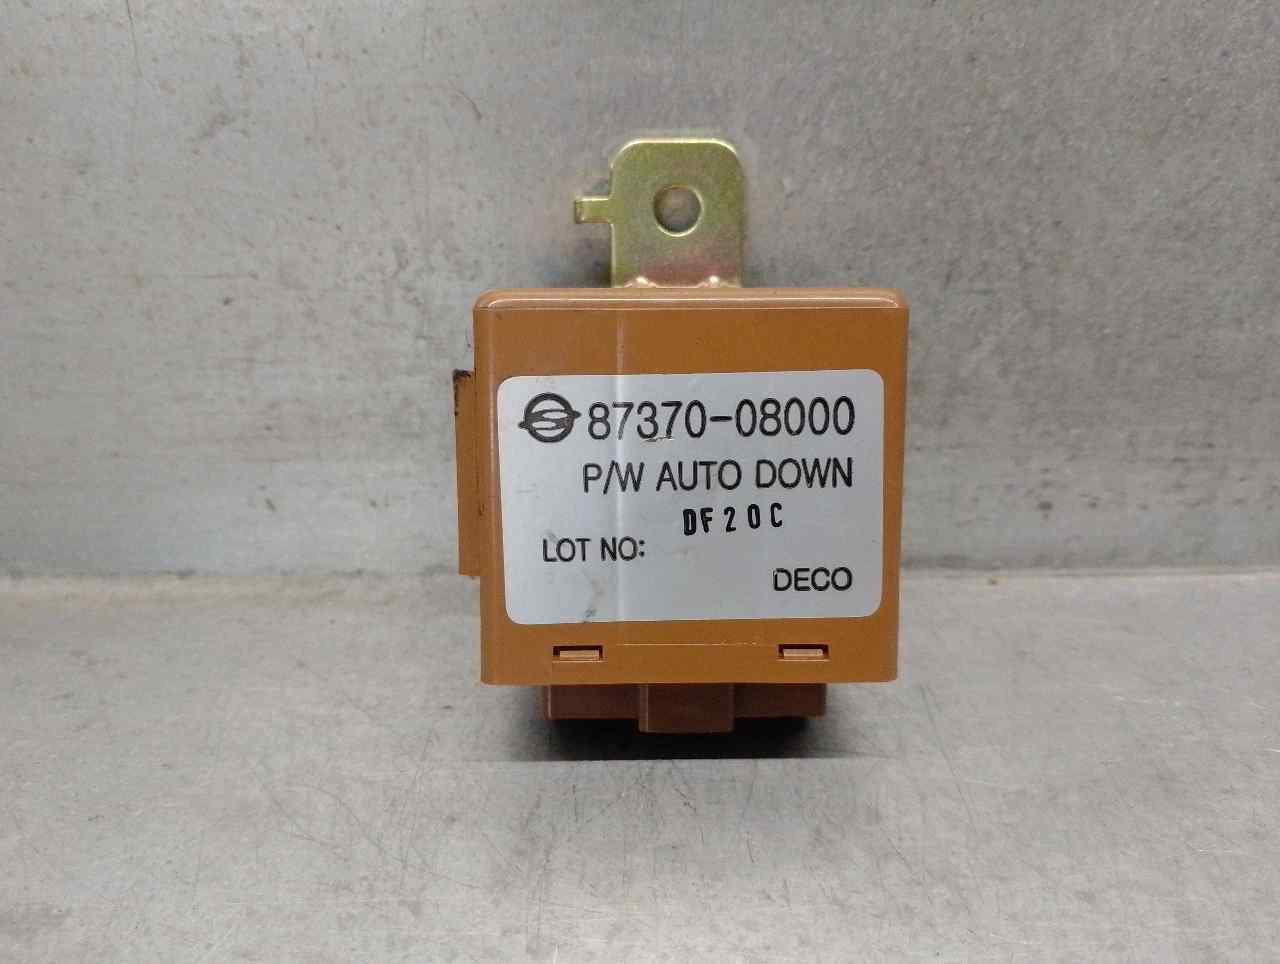 87370-08000
P/W AUTO DOWN
DF20C
LOT NO:
DECO